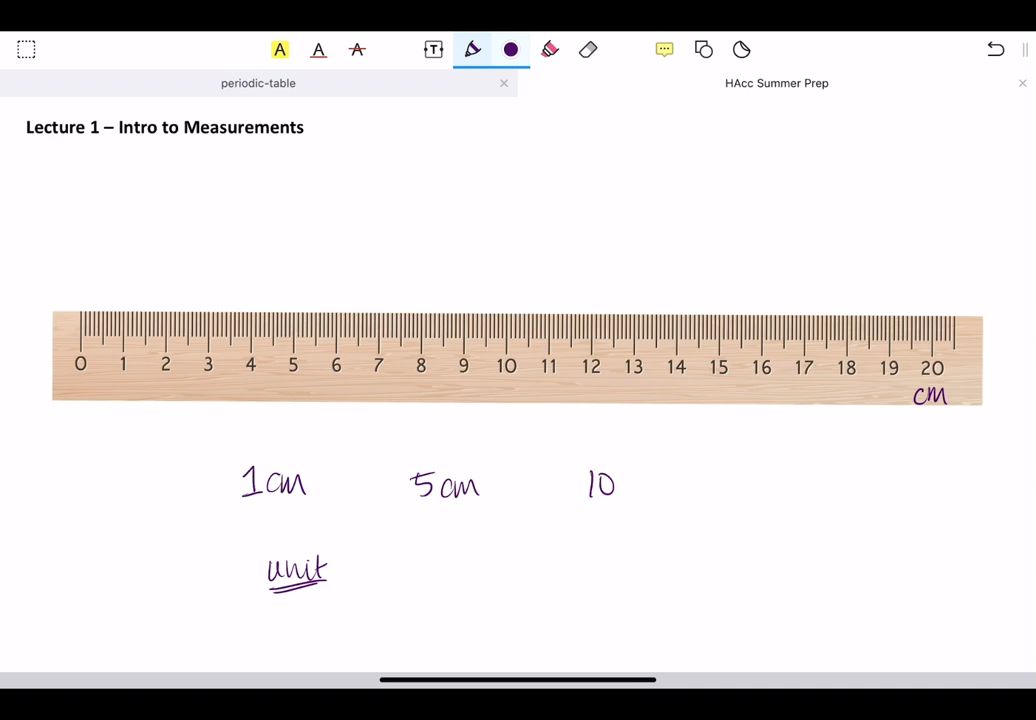 A A A T
periodic-table HAcc Summer Prep
Lecture 1 – Intro to Measurements
0 1 2 3 4 5 6 7 8 9 10 11 12 13 14 15 16 17 18 19 20
cm
1cm 5cm 10
unit